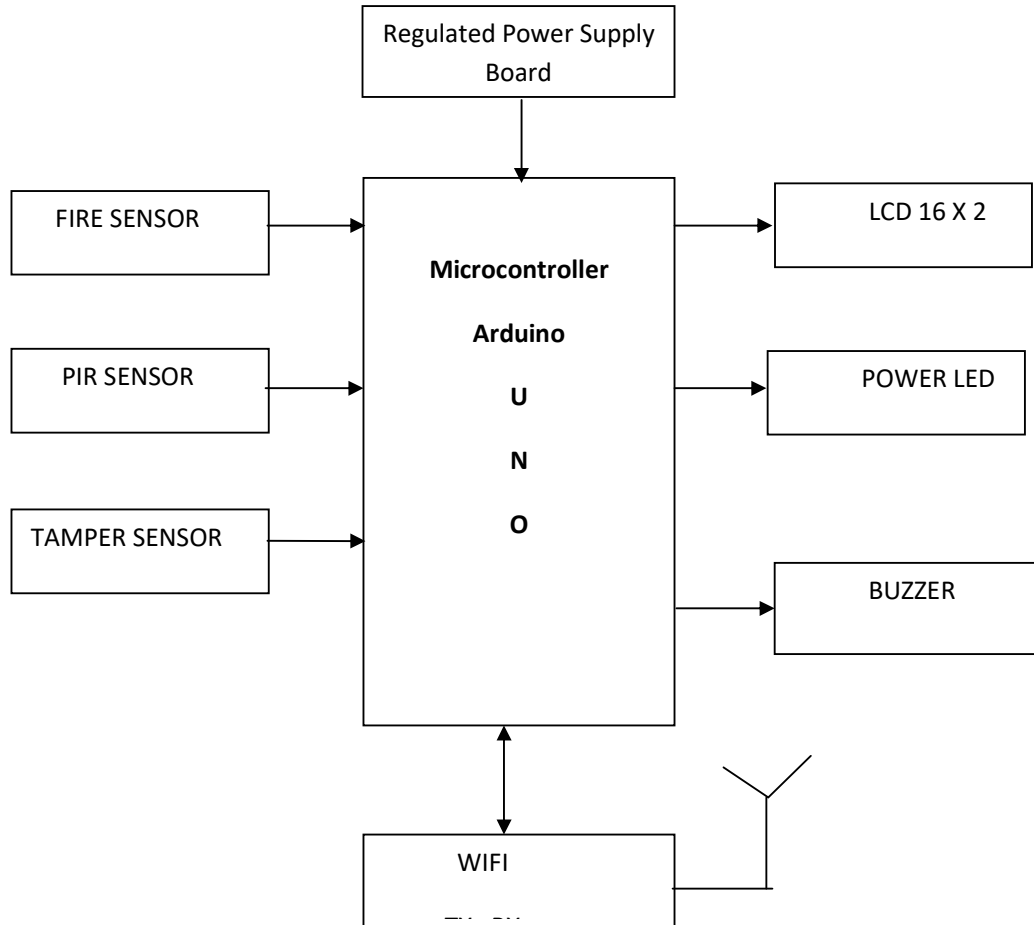 Regulated Power Supply
Board
FIRE SENSOR
LCD 16 X 2
Microcontroller
Arduino
PIR SENSOR
POWER LED
U
N
TAMPER SENSOR
O
BUZZER
WIFI